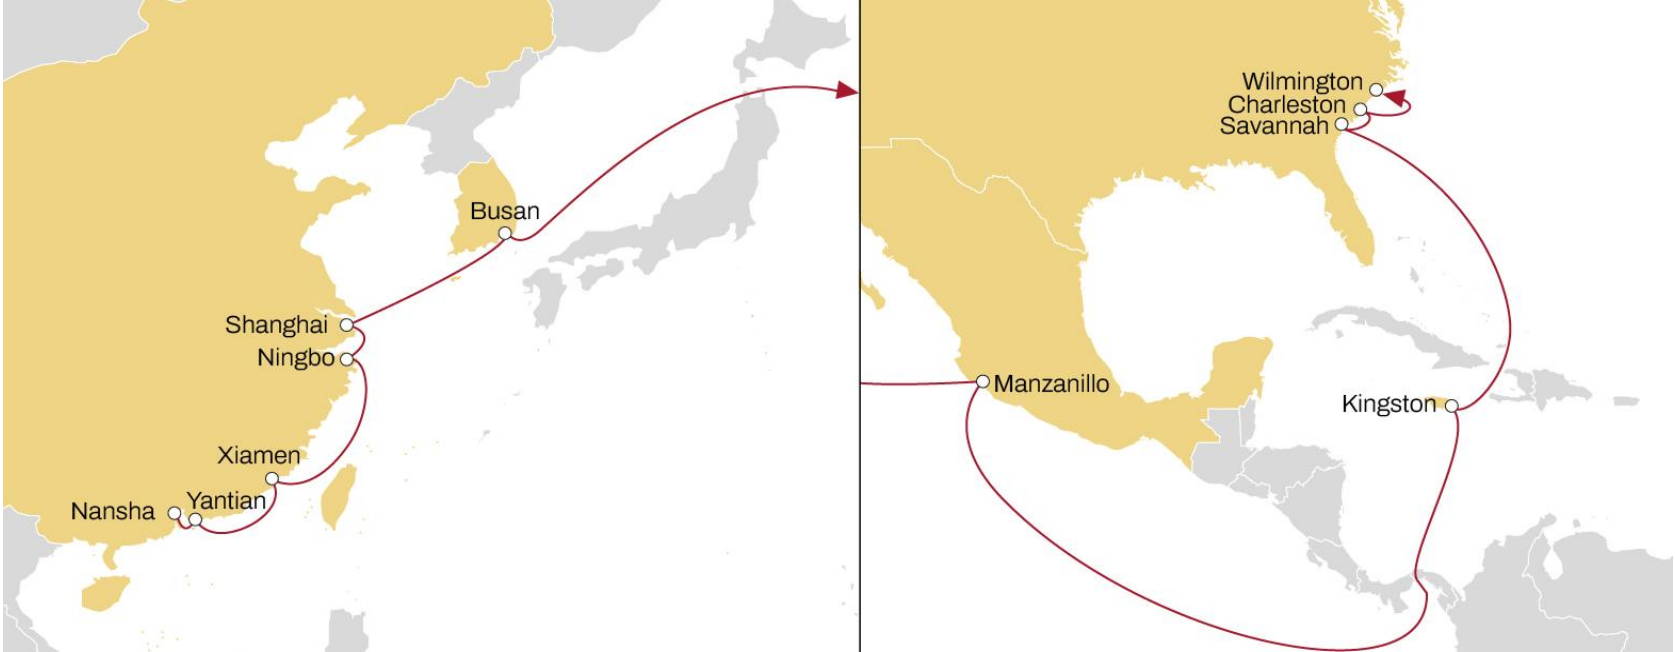 Busan
Shanghai
Ningbo
Xiamen
Yantian
Nansha
Wilmington
Charleston
Savannah
Manzanillo
Kingston